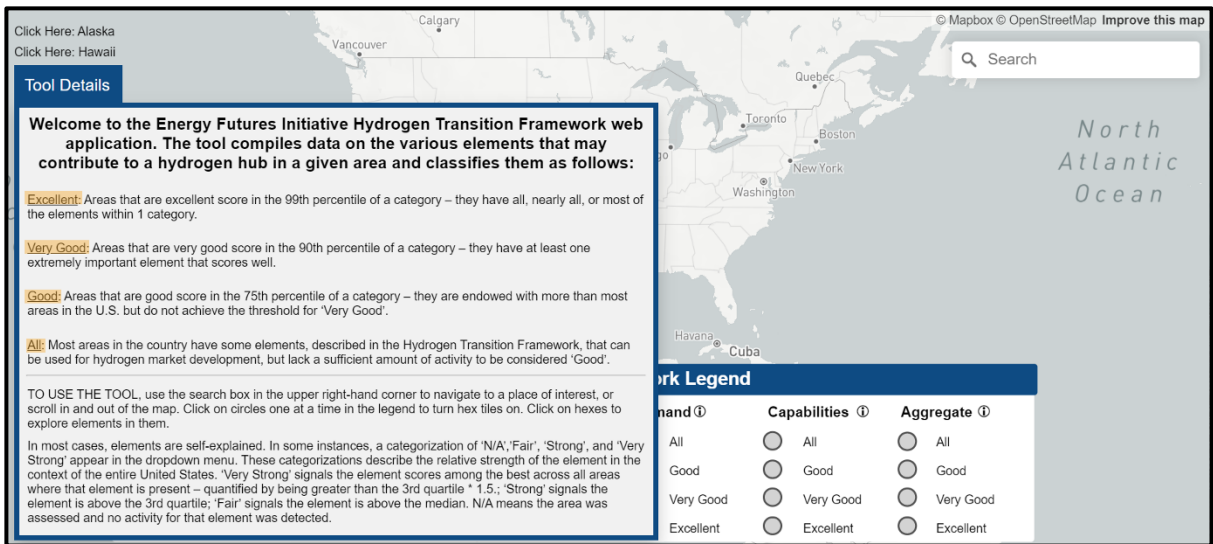 Click Here: Alaska
Click Here: Hawaii
Tool Details
Calgary
Vancouver
© Mapbox © OpenStreetMap Improve this map
Search
Quebec
Toronto
Boston
New York
Washington
North
Atlantic
Ocean
Havana
Cuba
Welcome to the Energy Futures Initiative Hydrogen Transition Framework web
application. The tool compiles data on the various elements that may
contribute to a hydrogen hub in a given area and classifies them as follows:
Excellent: Areas that are excellent score in the 99th percentile of a category – they have all, nearly all, or most of
the elements within 1 category.
Very Good: Areas that are very good score in the 90th percentile of a category – they have at least one
extremely important element that scores well.
Good: Areas that are good score in the 75th percentile of a category – they are endowed with more than most
areas in the U.S. but do not achieve the threshold for ‘Very Good’.
All: Most areas in the country have some elements, described in the Hydrogen Transition Framework, that can
be used for hydrogen market development, but lack a sufficient amount of activity to be considered ‘Good’.
TO USE THE TOOL, use the search box in the upper right-hand corner to navigate to a place of interest, or
scroll in and out of the map. Click on circles one at a time in the legend to turn hex tiles on. Click on hexes to
explore elements in them.
In most cases, elements are self-explained. In some instances, a categorization of ‘N/A’,‘Fair’, ‘Strong’, and ‘Very
Strong’ appear in the dropdown menu. These categorizations describe the relative strength of the element in the
context of the entire United States. ‘Very Strong’ signals the element scores among the best across all areas
where that element is present – quantified by being greater than the 3rd quartile * 1.5.; ‘Strong’ signals the
element is above the 3rd quartile; ‘Fair’ signals the element is above the median. N/A means the area was
assessed and no activity for that element was detected.
Legend
Capabilities ⓘ Aggregate ⓘ
All All All
Good Good Good
Very Good Very Good Very Good
Excellent Excellent Excellent